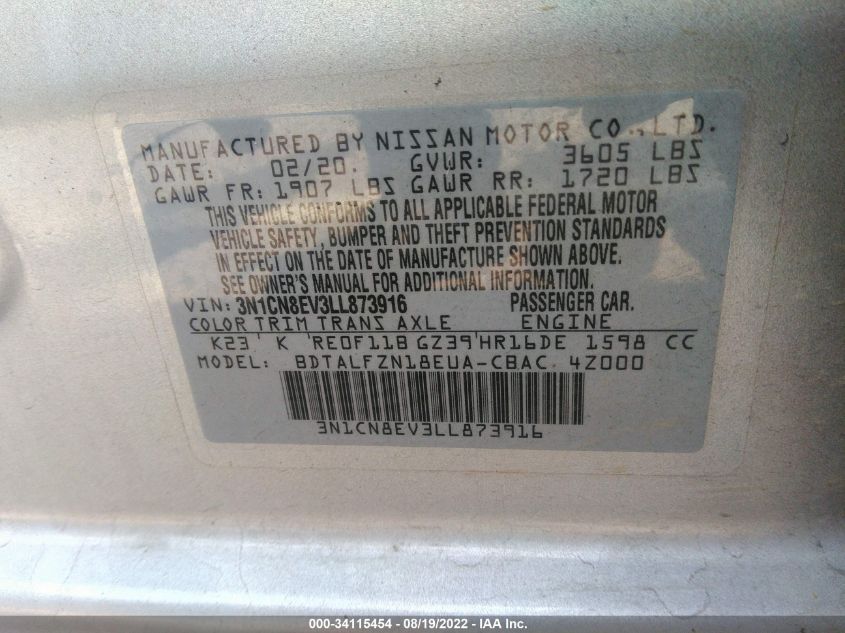 MANUFACTURED BY NISSAN MOTOR CO., LTD.
DATE: 02/20. GVWR: 3605 LBS
GAWR FR: 1907 LBS GAWR RR: 1720 LBS
THIS VEHICLE CONFORMS TO ALL APPLICABLE FEDERAL MOTOR
VEHICLE SAFETY, BUMPER AND THEFT PREVENTION STANDARDS
IN EFFECT ON THE DATE OF MANUFACTURE SHOWN ABOVE.
SEE OWNER'S MANUAL FOR ADDITIONAL INFORMATION.
VIN: 3N1CN8EV3LL873916 PASSENGER CAR.
COLOR TRIM TRANS AXLE ENGINE
K23 ' K 'RE0F11B GZ39'HR16DE 1598 CC
MODEL: BDTALFZN18EUA-CBAC 4Z000
3N1CN8EV3LL873916
000-34115454 - 08/19/2022 - IAA Inc.